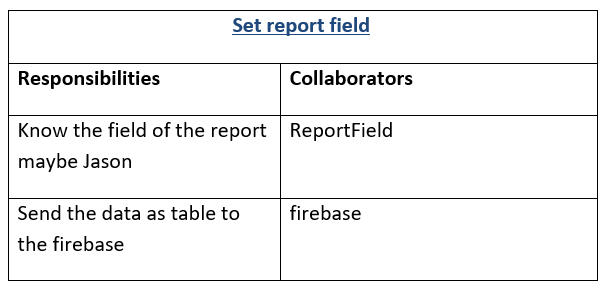 Set report field
Responsibilities
Collaborators
Know the field of the report
maybe Jason
ReportField
Send the data as table to
the firebase
firebase